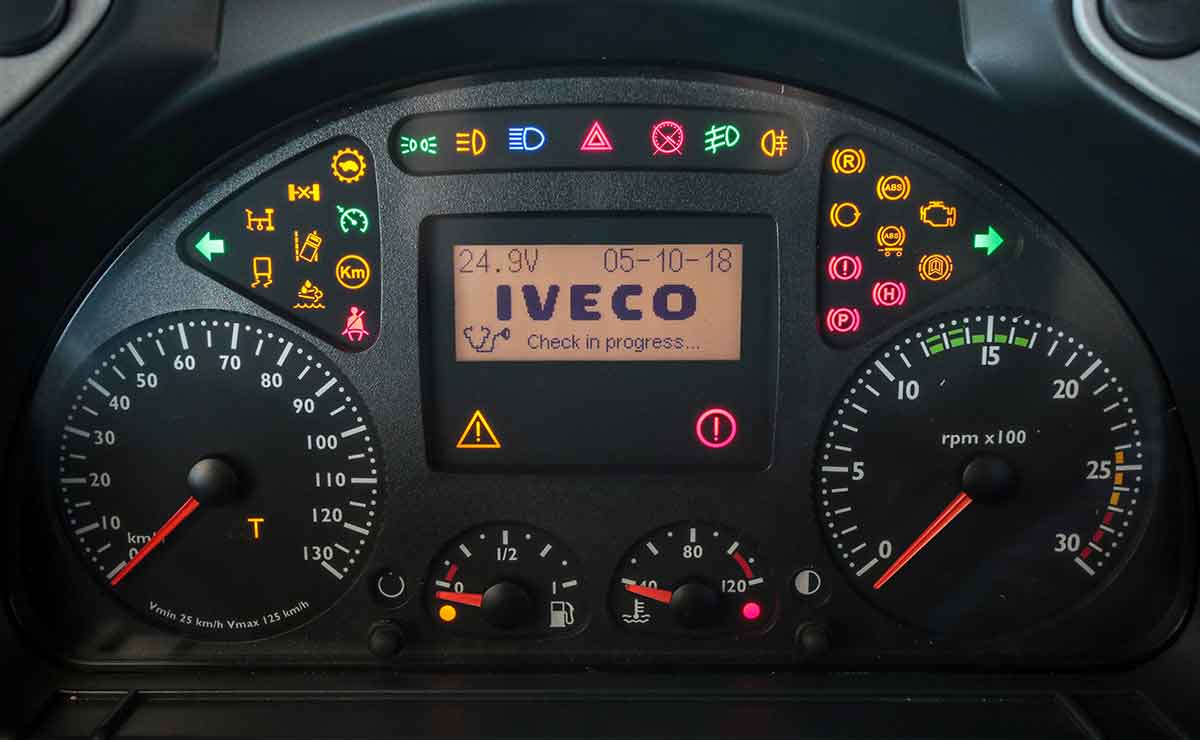 R
ABS
ABS
Km
H
P
24.9V 05-10-18
IVECO
Check in progress...
0 10 20 30 40 50 60 70 80 90 100 110 120 130
km/h
T
Vmin 25 km/h Vmax 125 km/h
0 1/2 1
40 80 120
0 5 10 15 20 25 30
rpm x100